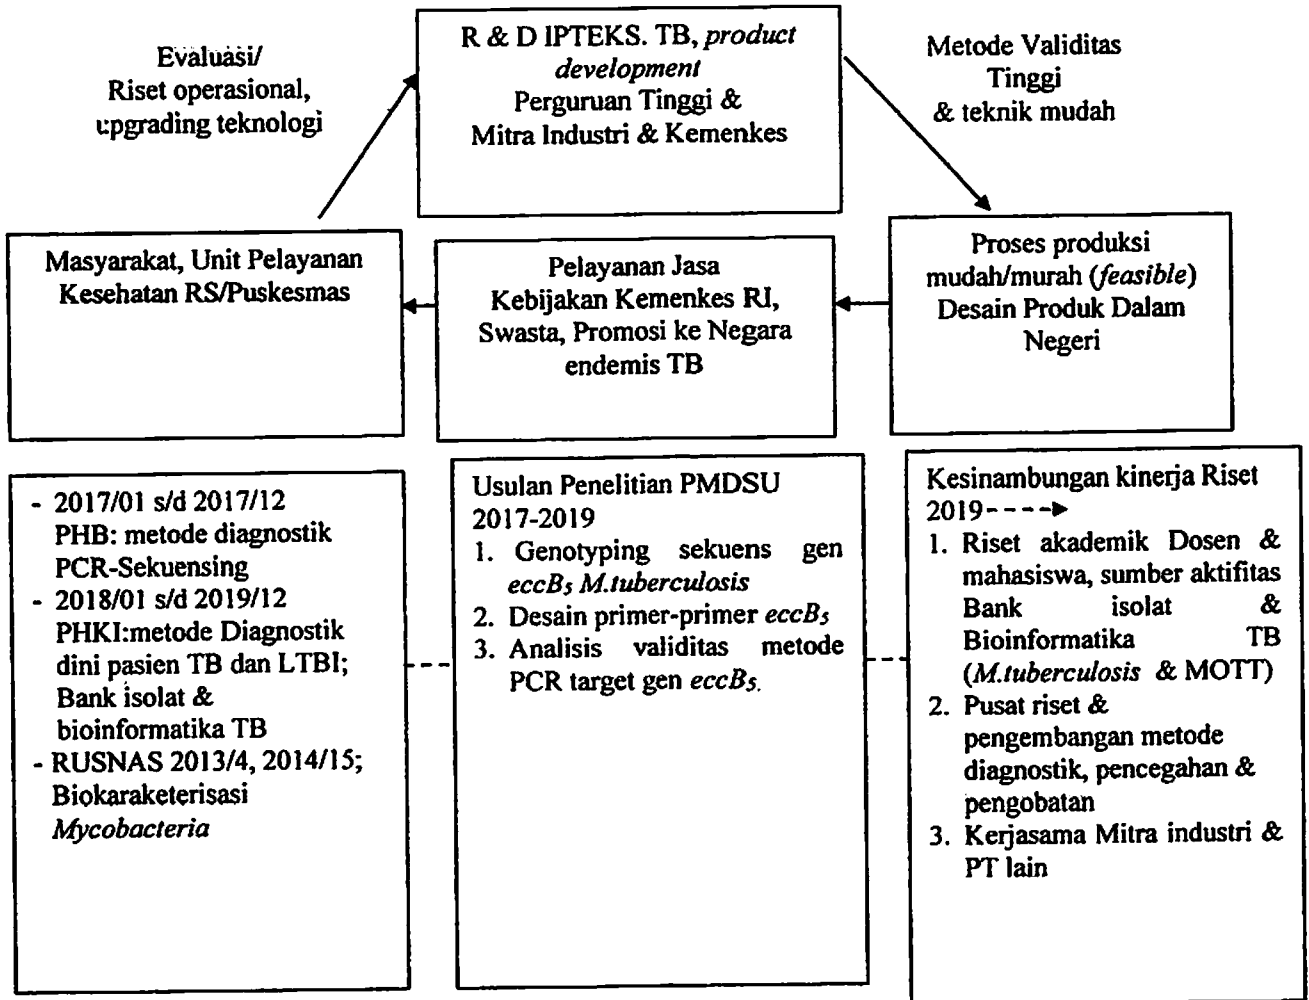 Evaluasi/
Riset operasional,
upgrading teknologi
R & D IPTEKS. TB, product
development
Perguruan Tinggi &
Mitra Industri & Kemenkes
Metode Validitas
Tinggi
& teknik mudah
Masyarakat, Unit Pelayanan
Kesehatan RS/Puskesmas
Pelayanan Jasa
Kebijakan Kemenkes RI,
Swasta, Promosi ke Negara
endemis TB
Proses produksi
mudah/murah (feasible)
Desain Produk Dalam
Negeri
- 2017/01 s/d 2017/12
PHB: metode diagnostik
PCR-Sekuensing
- 2018/01 s/d 2019/12
PHKI:metode Diagnostik
dini pasien TB dan LTBI;
Bank isolat &
bioinformatika TB
- RUSNAS 2013/4, 2014/15;
Biokaraketerisasi
Mycobacteria
Usulan Penelitian PMDSU
2017-2019
1. Genotyping sekuens gen
eccB5 M.tuberculosis
2. Desain primer-primer eccB5
3. Analisis validitas metode
PCR target gen eccB5.
Kesinambungan kinerja Riset
2019
1. Riset akademik Dosen &
mahasiswa, sumber aktifitas
Bank isolat &
Bioinformatika TB
(M.tuberculosis & MOTT)
2. Pusat riset &
pengembangan metode
diagnostik, pencegahan &
pengobatan
3. Kerjasama Mitra industri &
PT lain